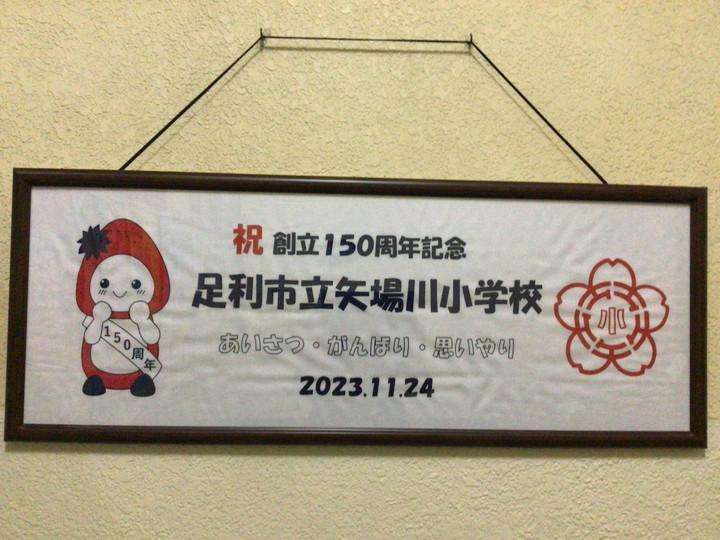 祝 創立150周年記念
足利市立矢場川小学校
あいさつ・がんばり・思いやり
2023.11.24
150周年
小